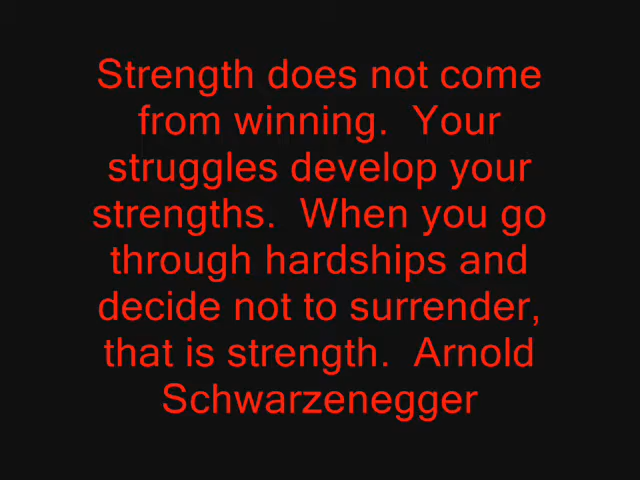 Strength does not come
from winning.  Your
struggles develop your
strengths.  When you go
through hardships and
decide not to surrender,
that is strength.  Arnold
Schwarzenegger